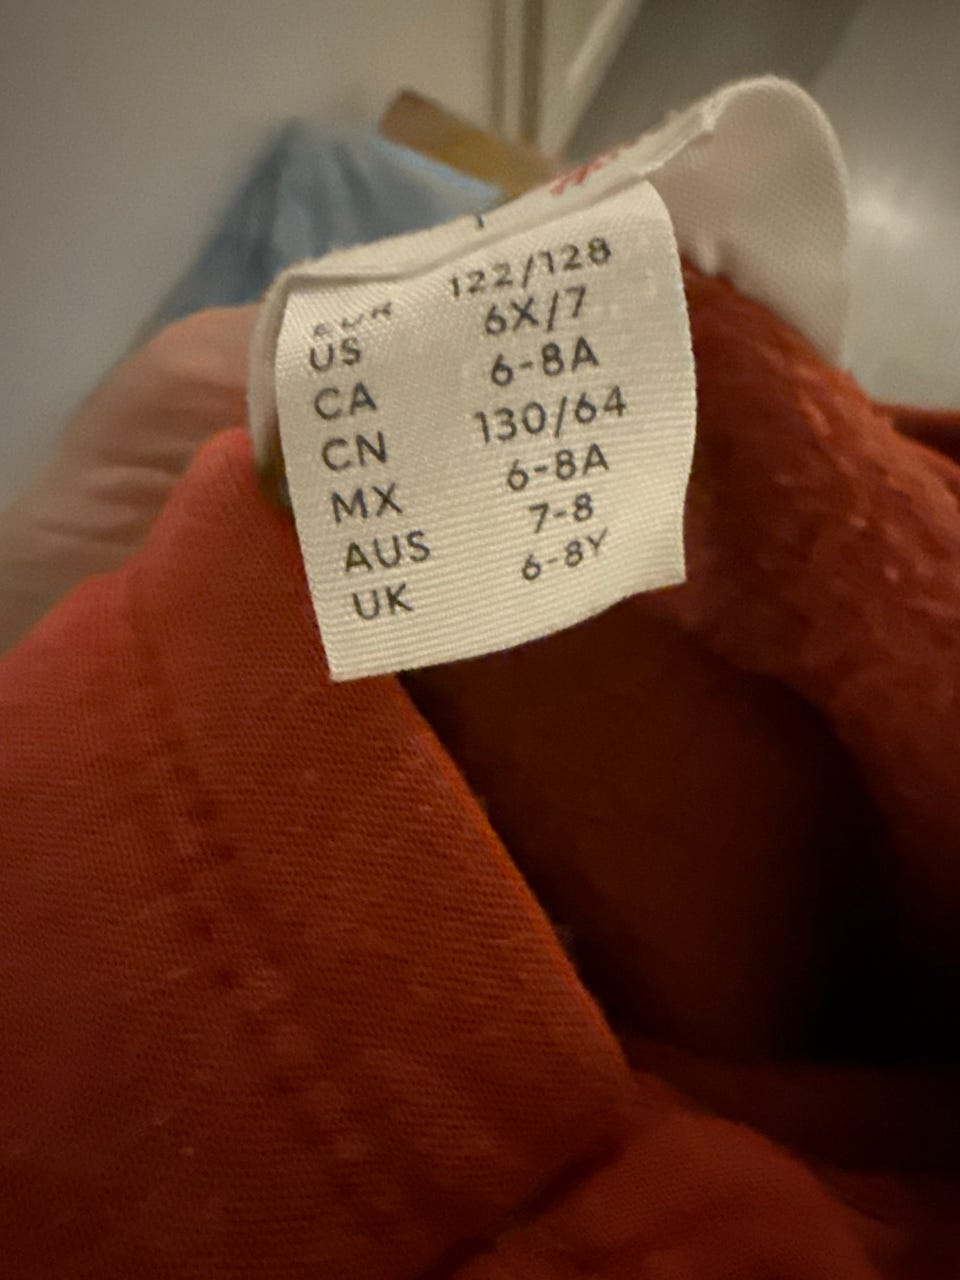 EUR 122/128
US 6X/7
CA 6-8A
CN 130/64
MX 6-8A
AUS 7-8
UK 6-8Y